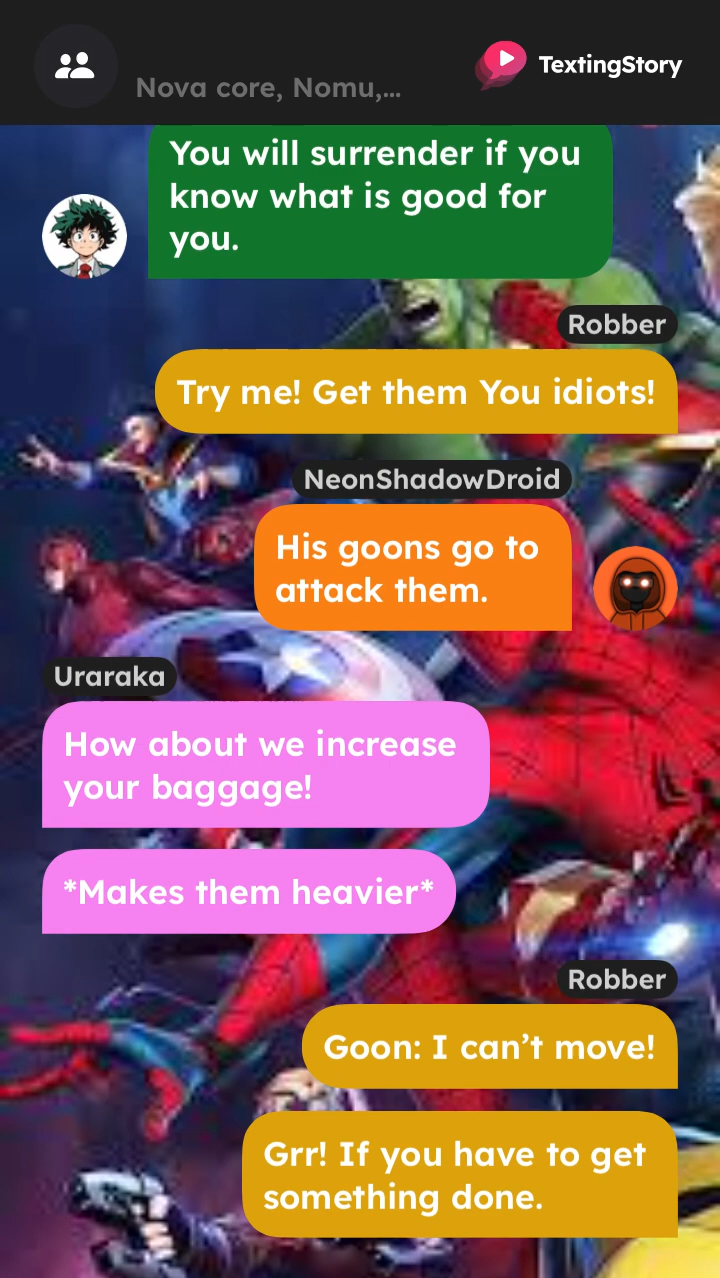 Nova core, Nomu,...
TextingStory
You will surrender if you
know what is good for
you.
Robber
Try me! Get them You idiots!
NeonShadowDroid
His goons go to
attack them.
Uraraka
How about we increase
your baggage!
*Makes them heavier*
Robber
Goon: I can’t move!
Grr! If you have to get
something done.